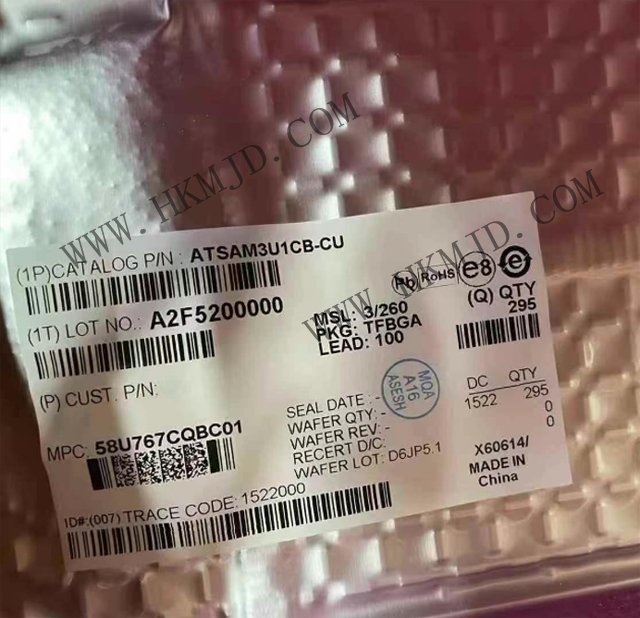 WWW.HKMJD.COM
WWW.HKMJD.COM
(1P)CATALOG P/N : ATSAM3U1CB-CU
Pb RoHS e8 e
(1T) LOT NO.: A2F5200000
MSL: 3/260
PKG: TFBGA
LEAD: 100
(Q) QTY
295
(P) CUST. P/N:
MPC: 58U767CQBC01
SEAL DATE : -
WAFER QTY: -
WAFER REV: -
RECERT D/C:
WAFER LOT: D6JP5.1
MQA
A16
ASESH
DC QTY
1522 295
0
0
X60614/
MADE IN
China
ID#:(007) TRACE CODE: 1522000